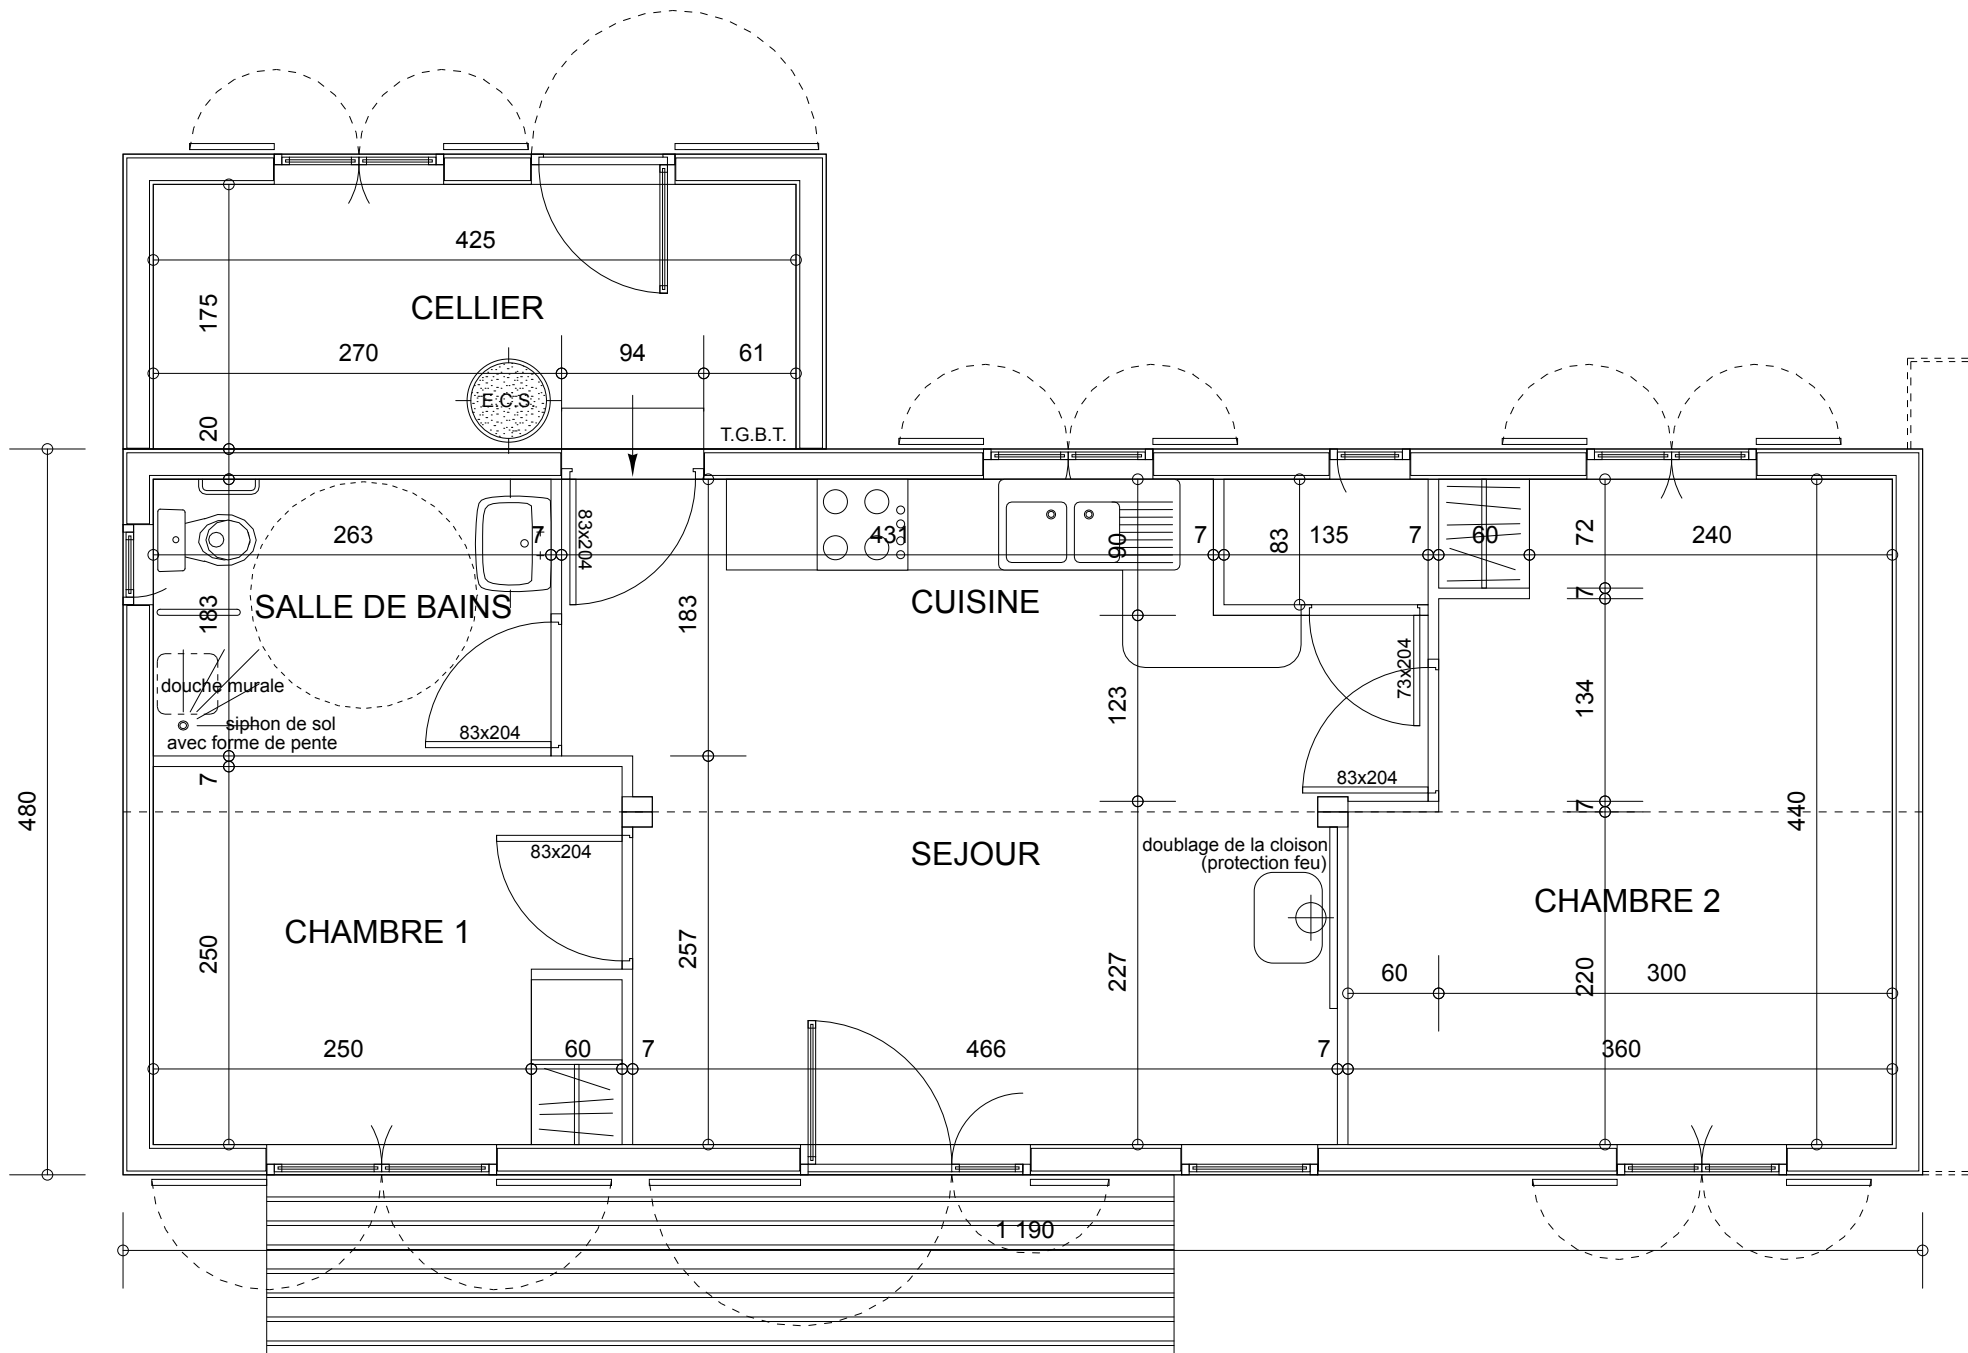 425
CELLIER
175
270
94
61
E.C.S.
20
T.G.B.T.
263
7
83x204
431
90
7
83
135
7
60
72
240
SALLE DE BAINS
183
183
CUISINE
7
douche murale
siphon de sol
avec forme de pente
83x204
123
73x204
134
7
83x204
7
480
440
83x204
SEJOUR
doublage de la cloison
(protection feu)
CHAMBRE 1
CHAMBRE 2
250
257
227
60
220
300
250
60
7
466
7
360
1 190